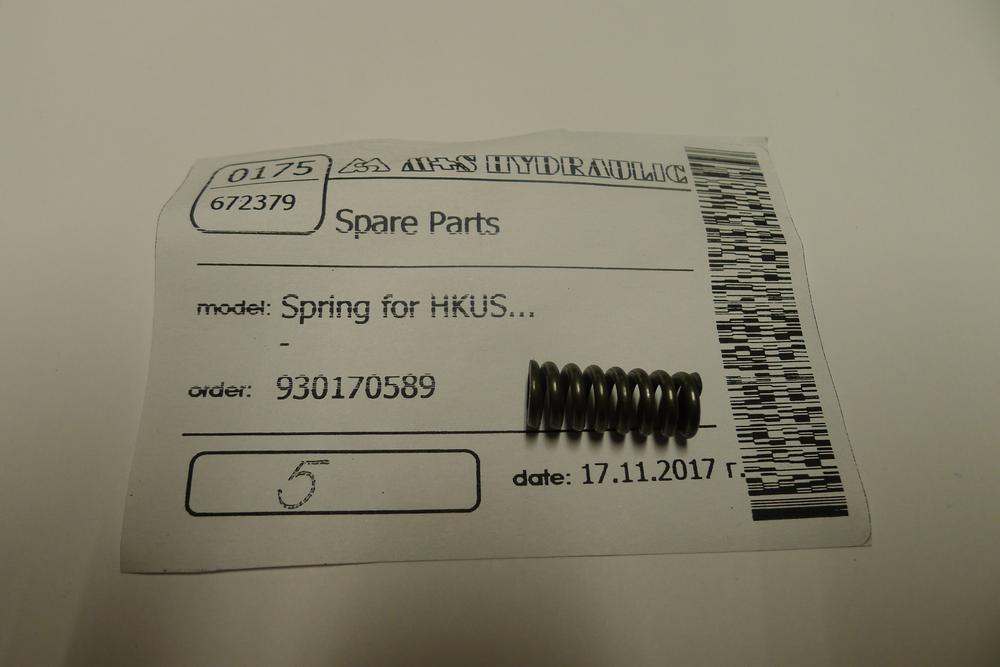 0175
672379
M+S HYDRAULIC
Spare Parts
model: Spring for HKUS...
-
order: 930170589
5
date: 17.11.2017 г.